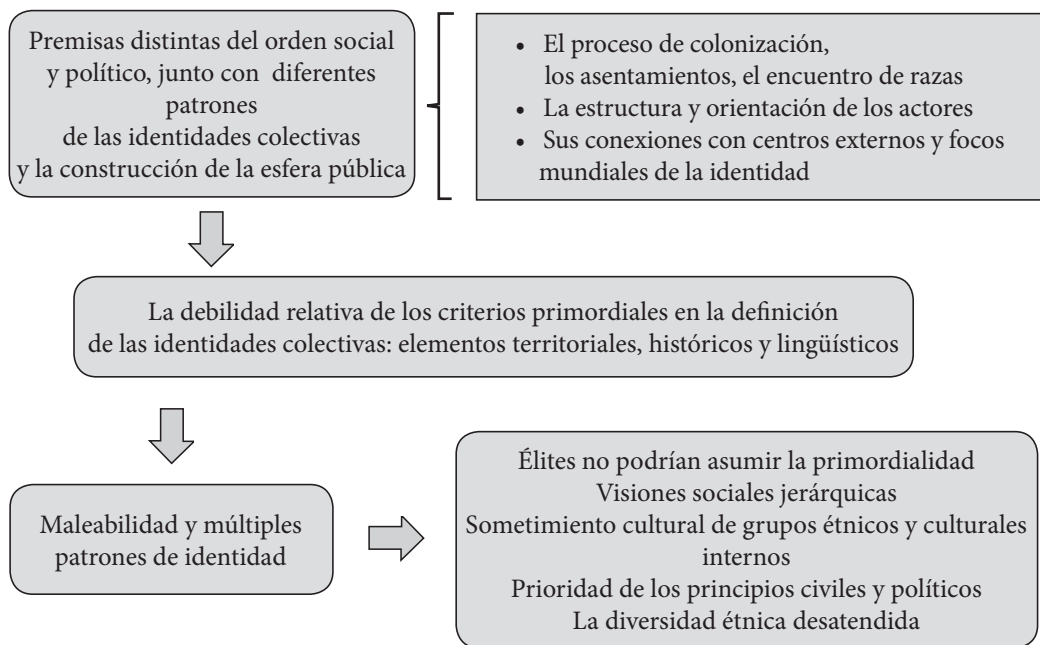 Premisas distintas del orden social
y político, junto con diferentes
patrones
de las identidades colectivas
y la construcción de la esfera pública
• El proceso de colonización,
los asentamientos, el encuentro de razas
• La estructura y orientación de los actores
• Sus conexiones con centros externos y focos
mundiales de la identidad
La debilidad relativa de los criterios primordiales en la definición
de las identidades colectivas: elementos territoriales, históricos y lingüísticos
Maleabilidad y múltiples
patrones de identidad
Élites no podrían asumir la primordialidad
Visiones sociales jerárquicas
Sometimiento cultural de grupos étnicos y culturales
internos
Prioridad de los principios civiles y políticos
La diversidad étnica desatendida